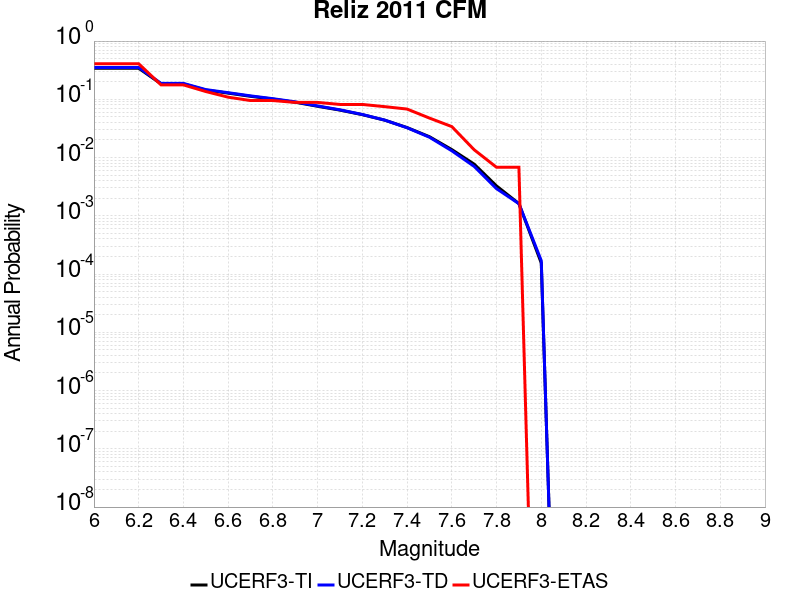 Reliz 2011 CFM
10^0
10^-1
10^-2
10^-3
10^-4
10^-5
10^-6
10^-7
10^-8
Annual Probability
6 6.2 6.4 6.6 6.8 7 7.2 7.4 7.6 7.8 8 8.2 8.4 8.6 8.8 9
Magnitude
UCERF3-TI UCERF3-TD UCERF3-ETAS